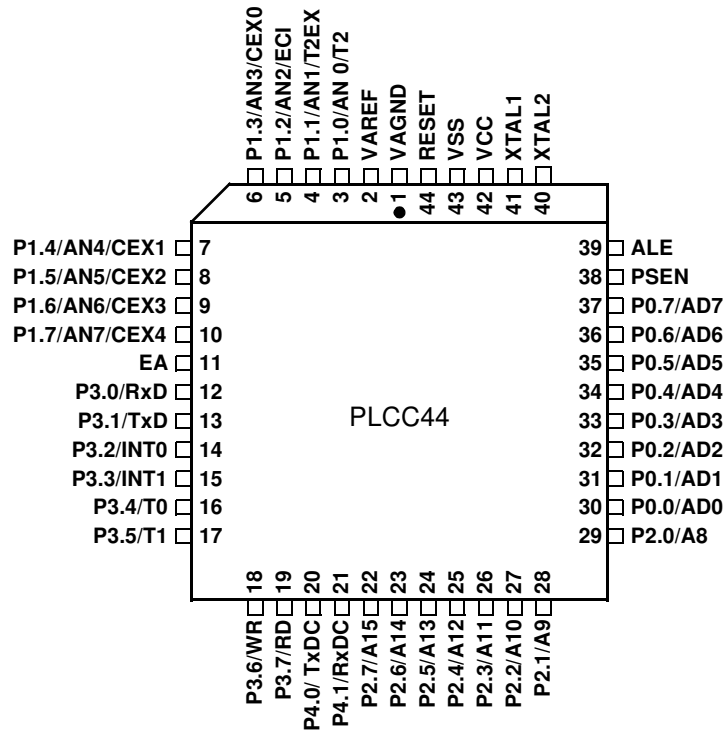 P1.3/AN3/CEX0
P1.2/AN2/ECI
P1.1/AN1/T2EX
P1.0/AN 0/T2
VAREF
VAGND
RESET
VSS
VCC
XTAL1
XTAL2
6
5
4
3
2
1
44
43
42
41
40
P1.4/AN4/CEX1 7
P1.5/AN5/CEX2 8
P1.6/AN6/CEX3 9
P1.7/AN7/CEX4 10
EA 11
P3.0/RxD 12
P3.1/TxD 13
P3.2/INT0 14
P3.3/INT1 15
P3.4/T0 16
P3.5/T1 17
PLCC44
39 ALE
38 PSEN
37 P0.7/AD7
36 P0.6/AD6
35 P0.5/AD5
34 P0.4/AD4
33 P0.3/AD3
32 P0.2/AD2
31 P0.1/AD1
30 P0.0/AD0
29 P2.0/A8
18
19
20
21
22
23
24
25
26
27
28
P3.6/WR
P3.7/RD
P4.0/ TxDC
P4.1/RxDC
P2.7/A15
P2.6/A14
P2.5/A13
P2.4/A12
P2.3/A11
P2.2/A10
P2.1/A9